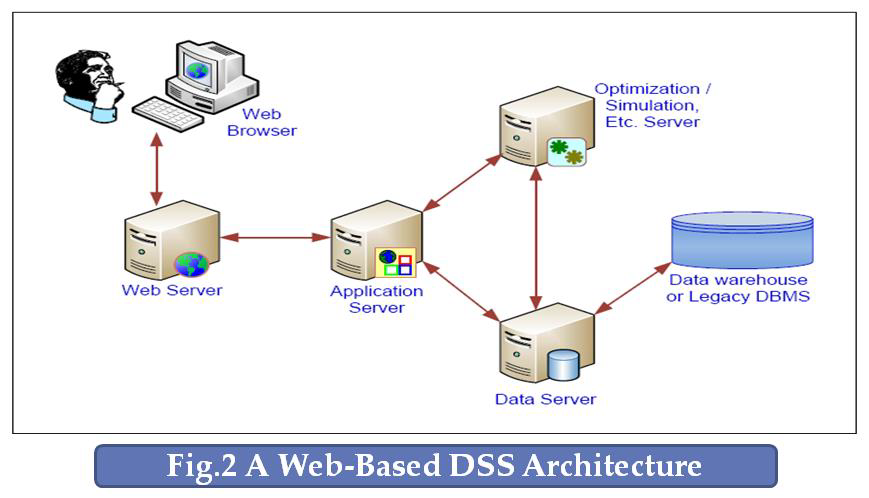 Web
Browser
Optimization /
Simulation,
Etc. Server
Web Server
Application
Server
Data warehouse
or Legacy DBMS
Data Server
Fig.2 A Web-Based DSS Architecture